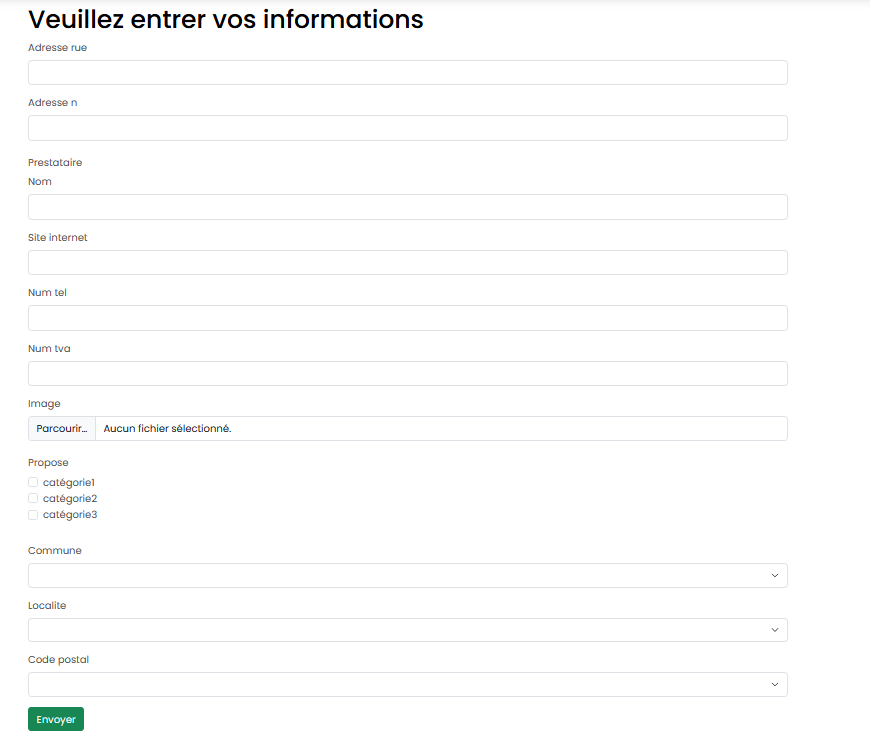 Veuillez entrer vos informations
Adresse rue
Adresse n
Prestataire
Nom
Site internet
Num tel
Num tva
Image
Parcourir... Aucun fichier sélectionné.
Propose
catégorie1
catégorie2
catégorie3
Commune
Localite
Code postal
Envoyer